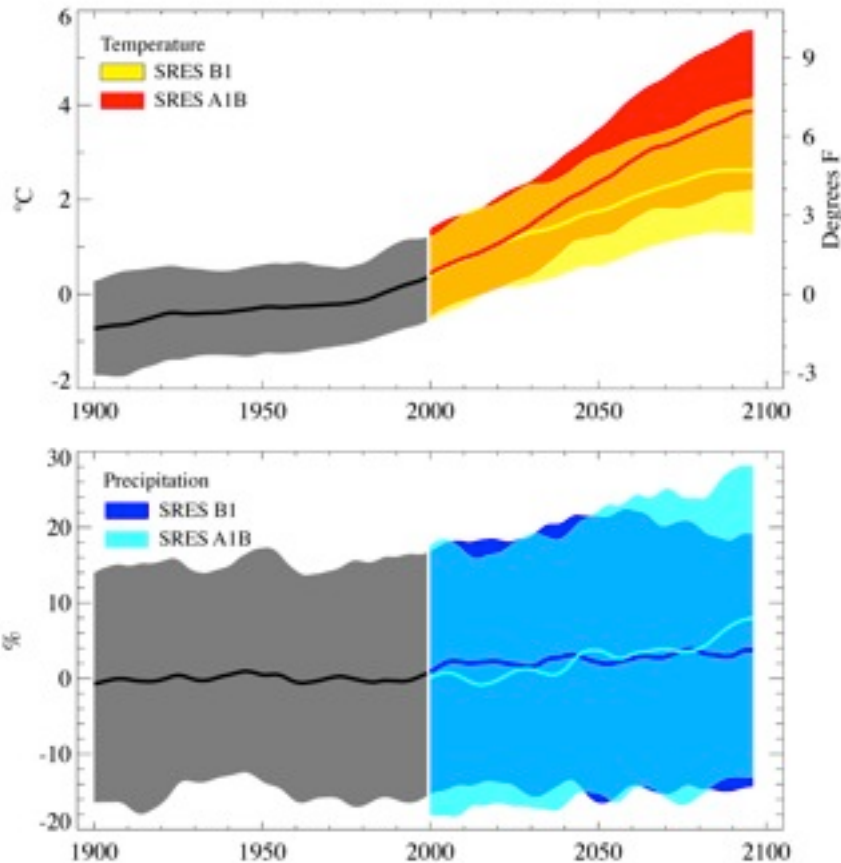 6
Temperature
SRES B1
SRES A1B
4
2
0
-2
°C
9
6
3
0
-3
Degrees F
1900 1950 2000 2050 2100
30
Precipitation
SRES B1
SRES A1B
20
10
0
-10
-20
%
1900 1950 2000 2050 2100